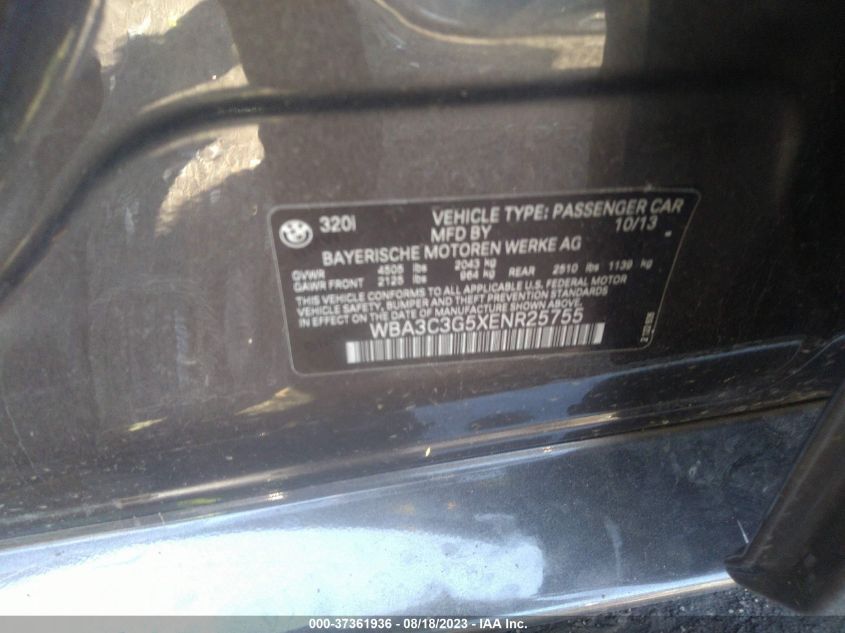 320i VEHICLE TYPE: PASSENGER CAR
MFD BY 10/13
BAYERISCHE MOTOREN WERKE AG
GVWR 4505 lbs 2043 kg
GAWR FRONT 2125 lbs 964 kg REAR 2510 lbs 1139 kg
THIS VEHICLE CONFORMS TO ALL APPLICABLE U.S. FEDERAL MOTOR
VEHICLE SAFETY, BUMPER, AND THEFT PREVENTION STANDARDS
IN EFFECT ON THE DATE OF MANUFACTURE SHOWN ABOVE.
WBA3C3G5XENR25755
000-37361936 - 08/18/2023 - IAA Inc.